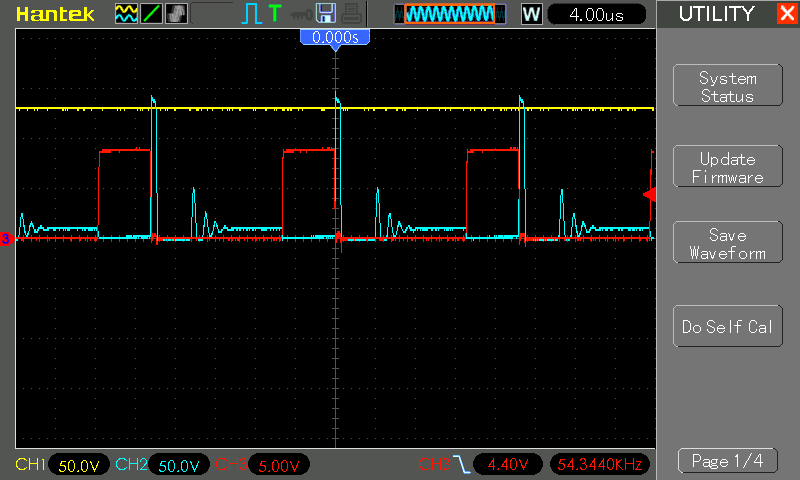 Hantek T W 4.00us UTILITY
0.000s
System
Status
Update
Firmware
Save
Waveform
Do Self Cal
3
CH1 50.0V CH2 50.0V CH3 5.00V CH3 4.40V 54.3440KHz Page 1/4